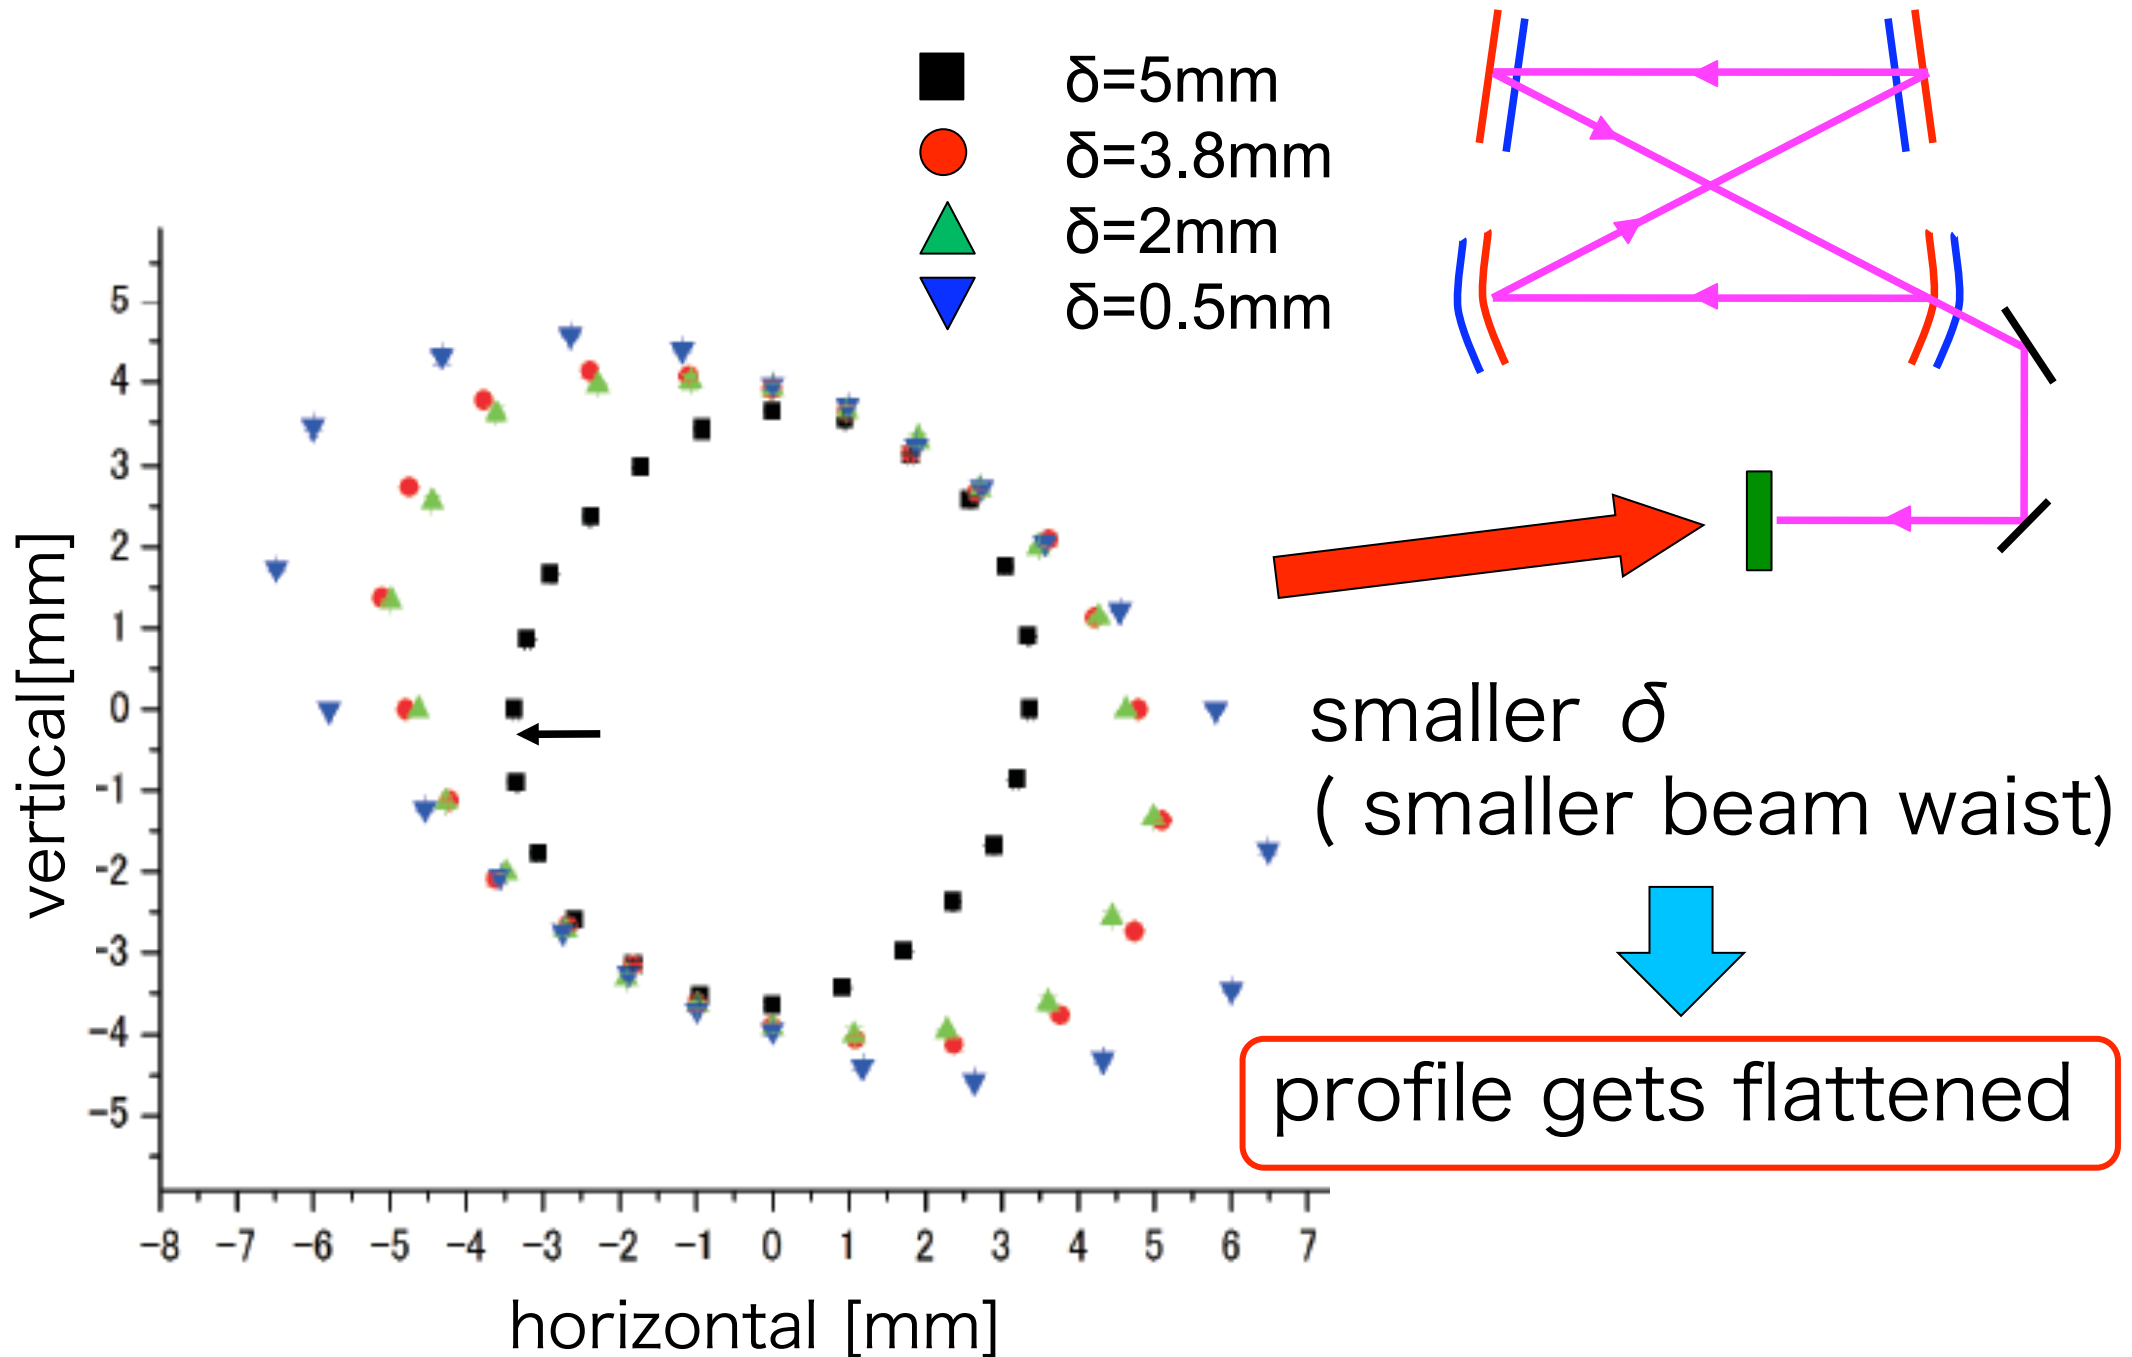 δ=5mm
δ=3.8mm
δ=2mm
δ=0.5mm
vertical[mm]
5
4
3
2
1
0
-1
-2
-3
-4
-5
-8 -7 -6 -5 -4 -3 -2 -1 0 1 2 3 4 5 6 7
horizontal [mm]
smaller δ
( smaller beam waist)
profile gets flattened